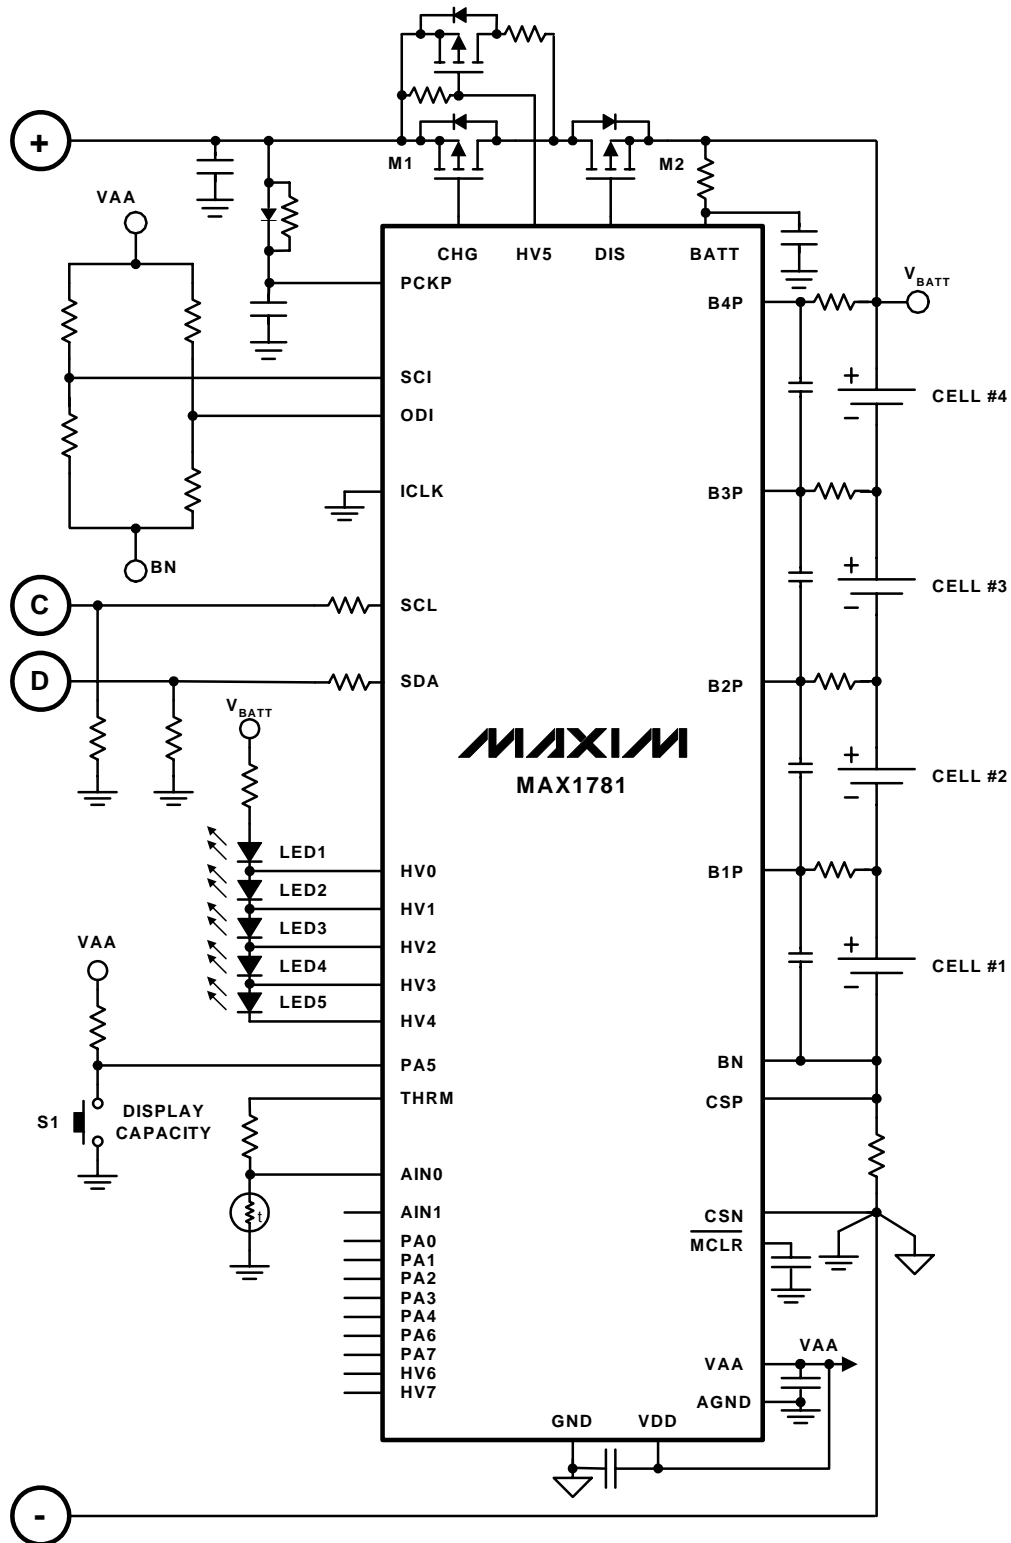 +
M1
M2
VAA
CHG
HV5
DIS
BATT
PCKP
B4P
VBATT
SCI
ODI
CELL #4
ICLK
B3P
BN
C
SCL
CELL #3
D
SDA
B2P
VBATT
MAXIM
MAX1781
CELL #2
LED1
HV0
B1P
LED2
HV1
LED3
HV2
VAA
LED4
HV3
CELL #1
LED5
HV4
PA5
BN
THRM
CSP
S1
DISPLAY
CAPACITY
AIN0
t
AIN1
CSN
PA0
MCLR
PA1
PA2
PA3
PA4
PA6
PA7
VAA
VAA
HV6
HV7
AGND
GND
VDD
-
+
-
+
-
+
-
+
-